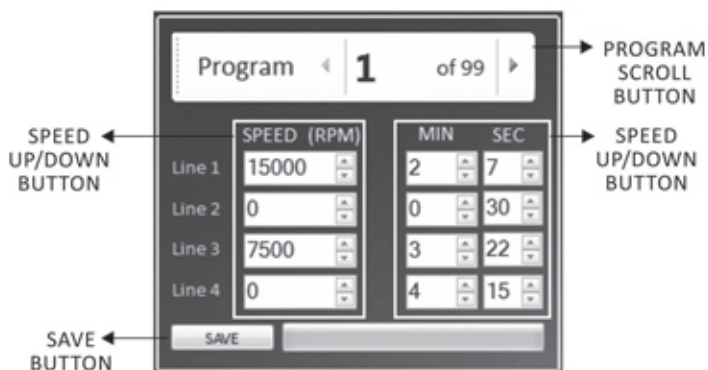 Program 1 of 99
PROGRAM
SCROLL
BUTTON
SPEED
UP/DOWN
BUTTON
SPEED (RPM) MIN SEC
SPEED
UP/DOWN
BUTTON
Line 1 15000 2 7
Line 2 0 0 30
Line 3 7500 3 22
Line 4 0 4 15
SAVE
BUTTON
SAVE